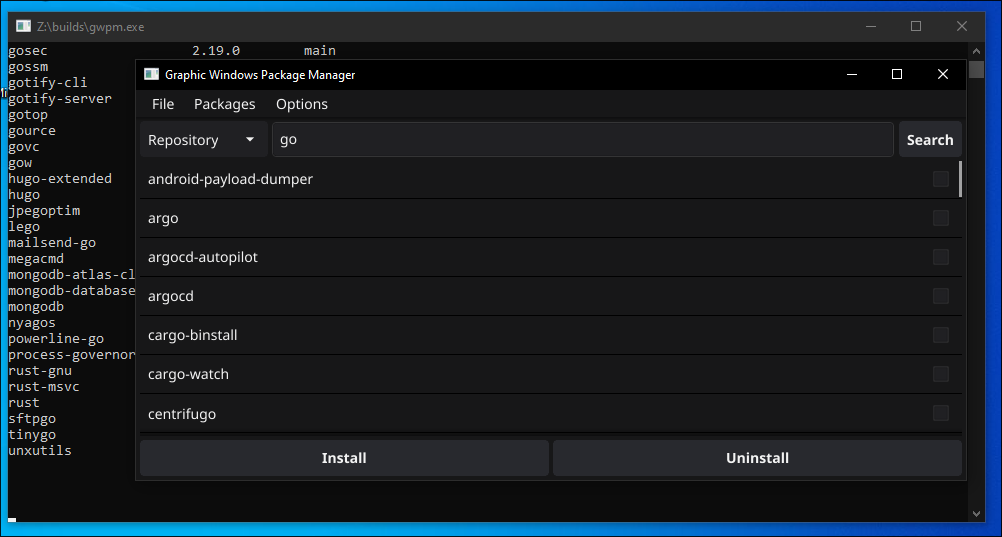 Z:\builds\gwpm.exe
gosec 2.19.0 main
gossm
gotify-cli
gotify-server
gotop
gource
govc
gow
hugo-extended
hugo
jpegoptim
lego
mailsend-go
megacmd
mongodb-atlas-cl
mongodb-database
mongodb
nyagos
powerline-go
process-governor
rust-gnu
rust-msvc
rust
sftpgo
tinygo
unxutils
Graphic Windows Package Manager
File Packages Options
Repository go Search
android-payload-dumper
argo
argocd-autopilot
argocd
cargo-binstall
cargo-watch
centrifugo
Install Uninstall